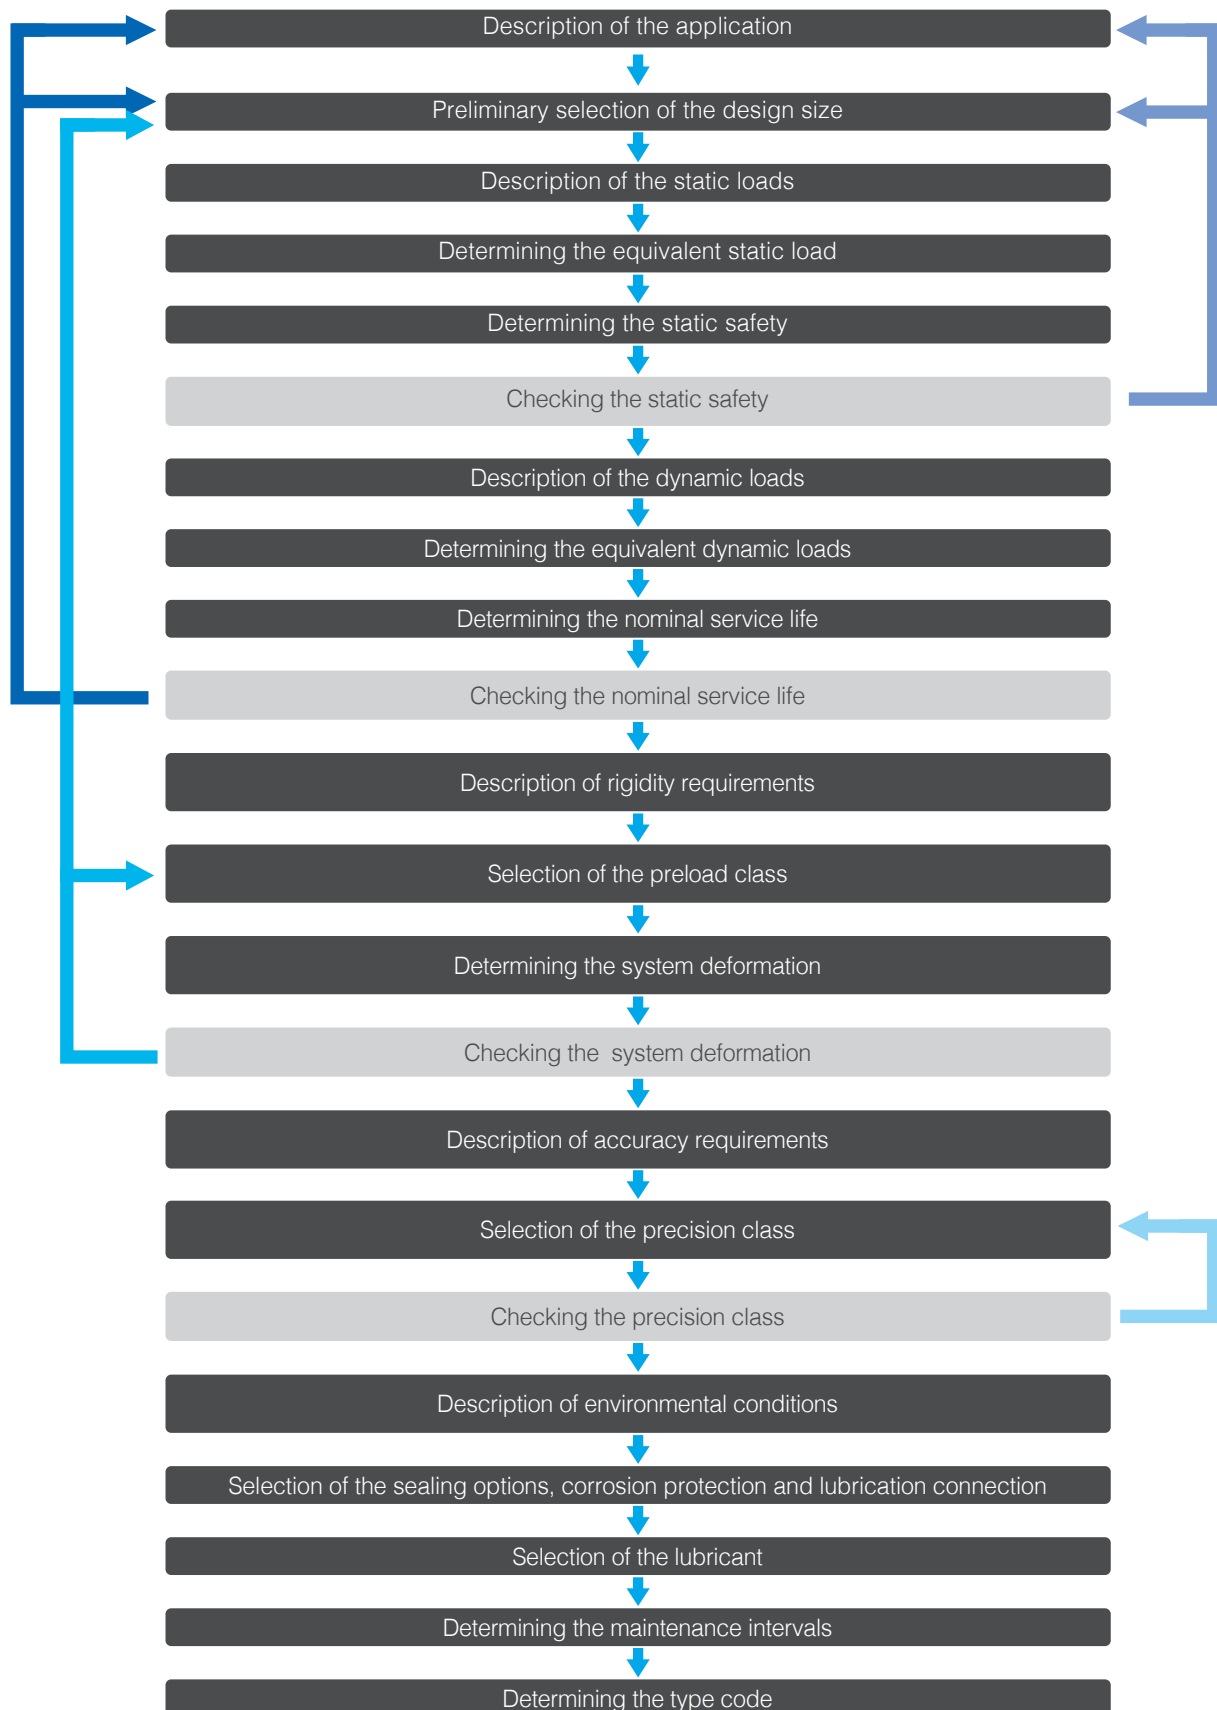 Description of the application
Preliminary selection of the design size
Description of the static loads
Determining the equivalent static load
Determining the static safety
Checking the static safety
Description of the dynamic loads
Determining the equivalent dynamic loads
Determining the nominal service life
Checking the nominal service life
Description of rigidity requirements
Selection of the preload class
Determining the system deformation
Checking the  system deformation
Description of accuracy requirements
Selection of the precision class
Checking the precision class
Description of environmental conditions
Selection of the sealing options, corrosion protection and lubrication connection
Selection of the lubricant
Determining the maintenance intervals
Determining the type code